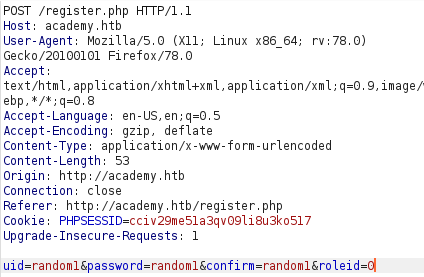 POST /register.php HTTP/1.1
Host: academy.htb
User-Agent: Mozilla/5.0 (X11; Linux x86_64; rv:78.0)
Gecko/20100101 Firefox/78.0
Accept:
text/html,application/xhtml+xml,application/xml;q=0.9,image/
ebp,*/*;q=0.8
Accept-Language: en-US,en;q=0.5
Accept-Encoding: gzip, deflate
Content-Type: application/x-www-form-urlencoded
Content-Length: 53
Origin: http://academy.htb
Connection: close
Referer: http://academy.htb/register.php
Cookie: PHPSESSID=cciv29me51a3qv09li8u3ko517
Upgrade-Insecure-Requests: 1

uid=random1&password=random1&confirm=random1&roleid=0